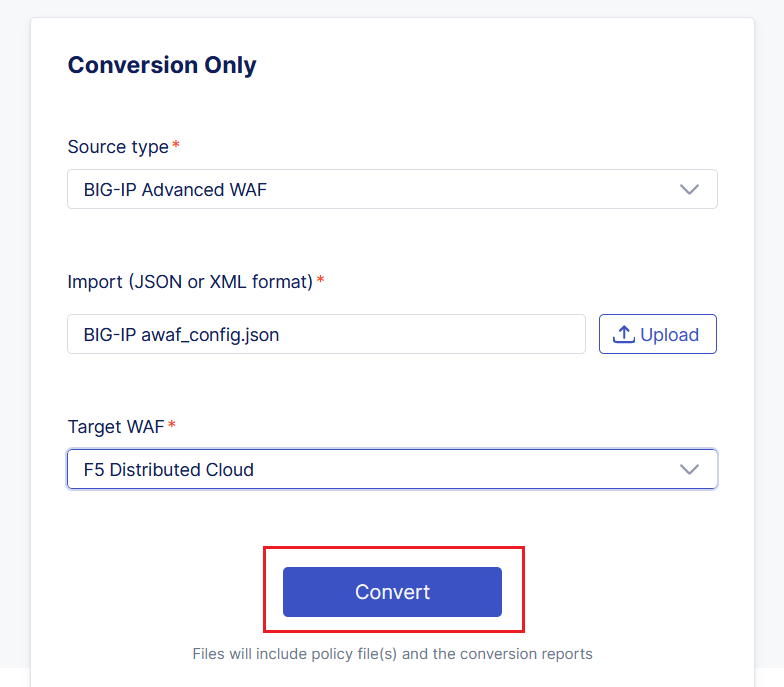 Conversion Only
Source type*
BIG-IP Advanced WAF
Import (JSON or XML format)*
BIG-IP awaf_config.json
Upload
Target WAF*
F5 Distributed Cloud
Convert
Files will include policy file(s) and the conversion reports